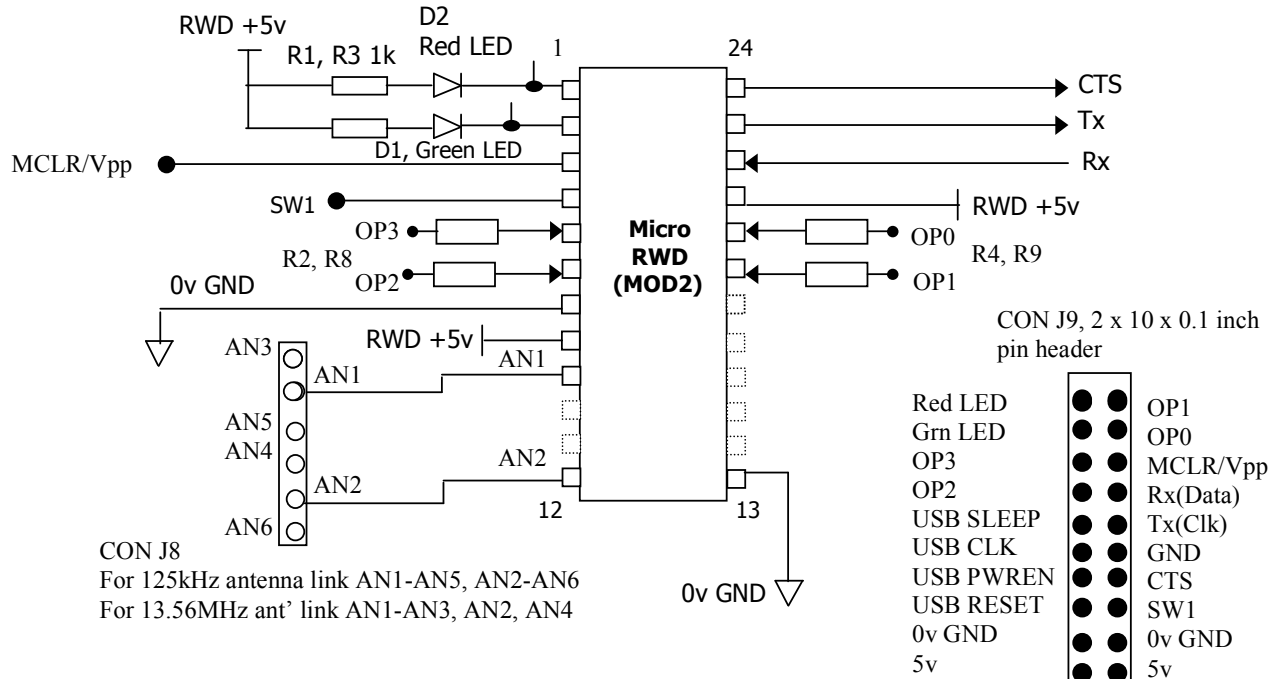 RWD +5v
D2
Red LED
R1, R3 1k
1
24
CTS
Tx
D1, Green LED
MCLR/Vpp
Rx
SW1
RWD +5v
OP3
R2, R8
OP2
Micro
RWD
(MOD2)
OP0
R4, R9
OP1
0v GND
RWD +5v
AN3
AN1
AN1
AN5
AN4
AN2
AN2
AN6
12
13
0v GND
CON J8
For 125kHz antenna link AN1-AN5, AN2-AN6
For 13.56MHz ant’ link AN1-AN3, AN2, AN4
CON J9, 2 x 10 x 0.1 inch
pin header
Red LED OP1
Grn LED OP0
OP3 MCLR/Vpp
OP2 Rx(Data)
USB SLEEP Tx(Clk)
USB CLK GND
USB PWREN CTS
USB RESET SW1
0v GND 0v GND
5v 5v